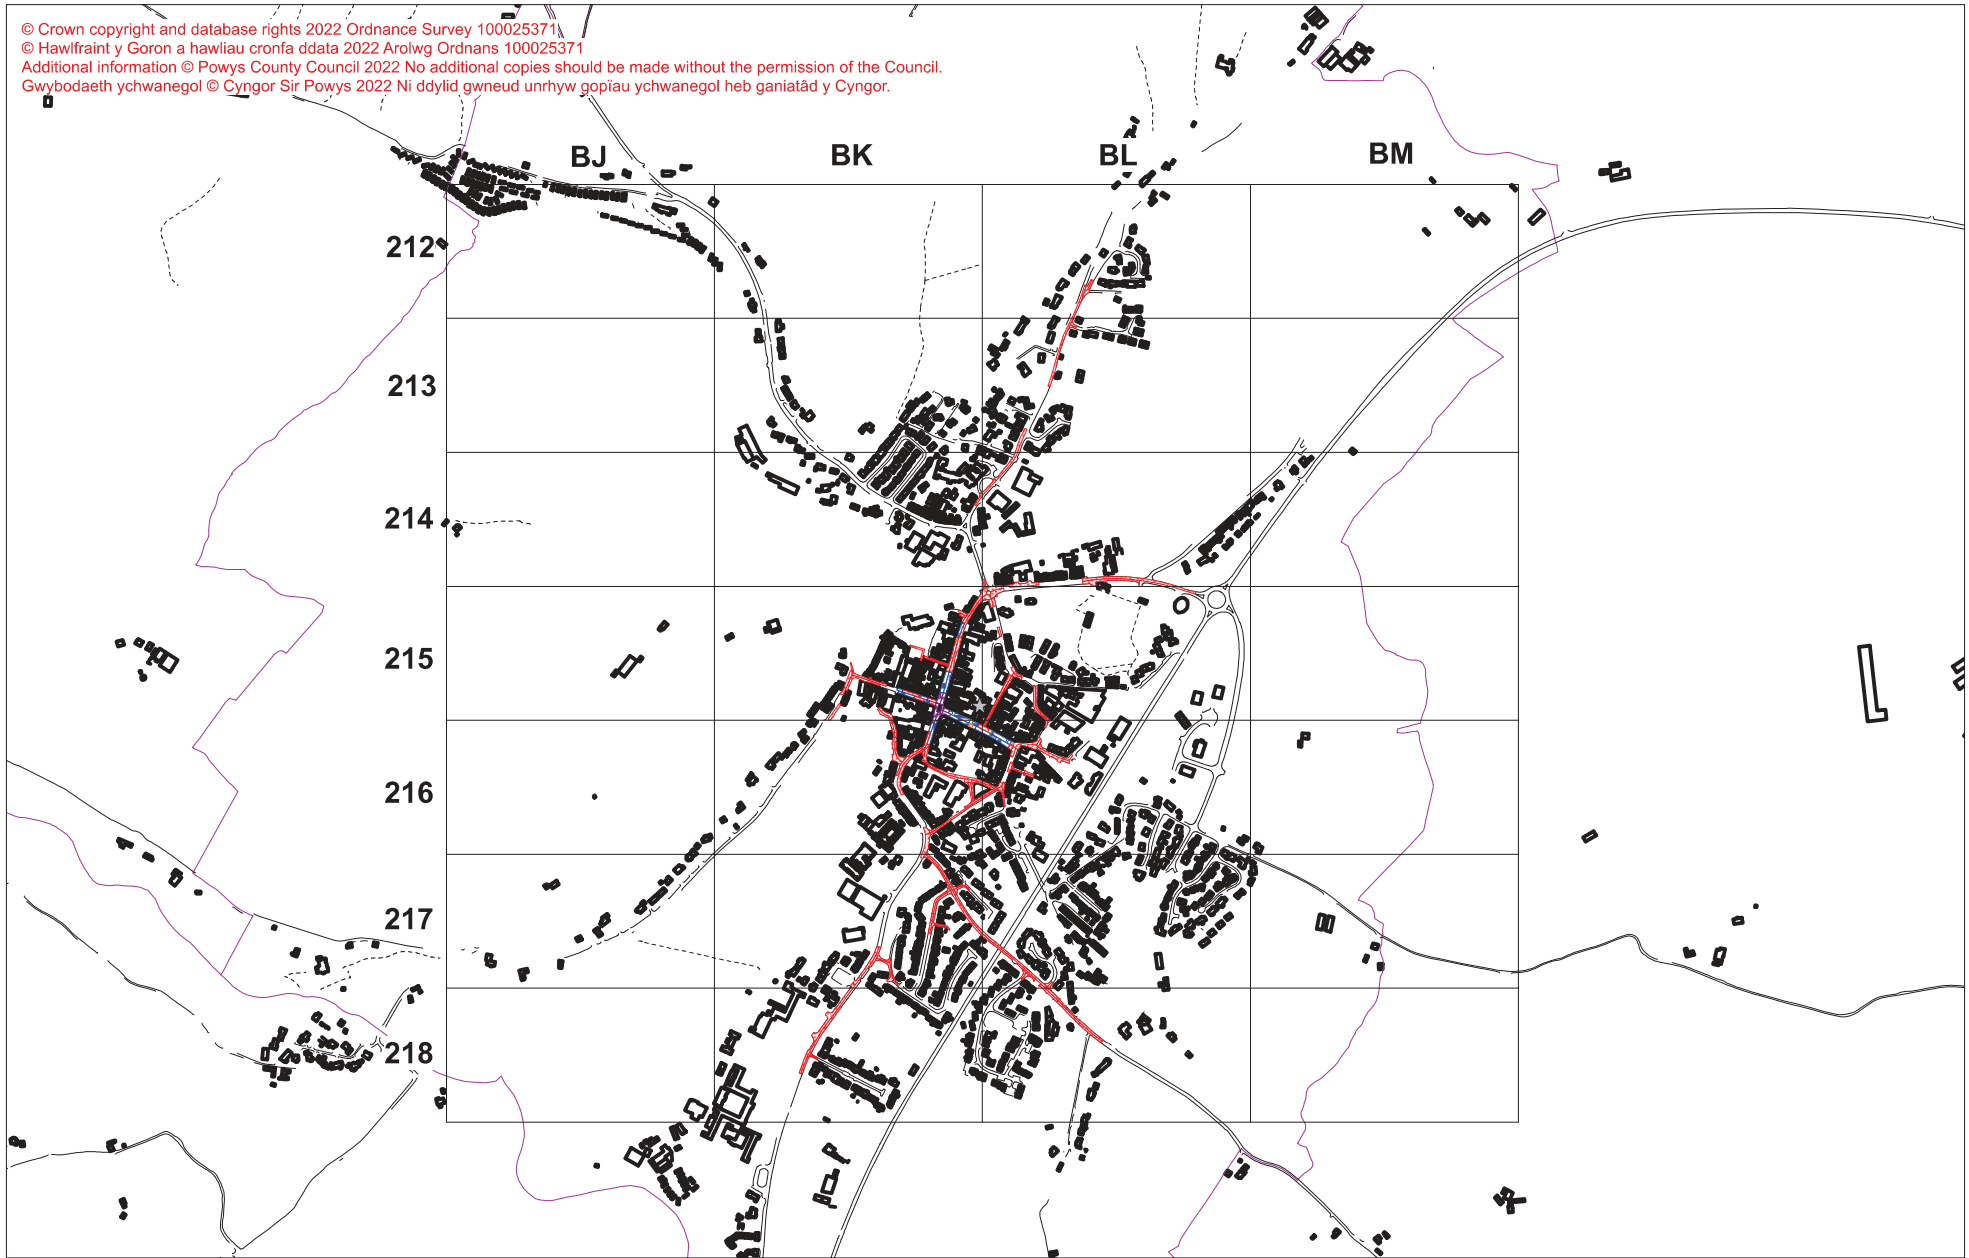 © Crown copyright and database rights 2022 Ordnance Survey 100025371
© Hawlfraint y Goron a hawliau cronfa ddata 2022 Arolwg Ordnans 100025371
Additional information © Powys County Council 2022 No additional copies should be made without the permission of the Council.
Gwybodaeth ychwanegol © Cyngor Sir Powys 2022 Ni ddylid gwneud unrhyw gopïau ychwanegol heb ganiatâd y Cyngor.
BJ BK BL BM
212
213
214
215
216
217
218